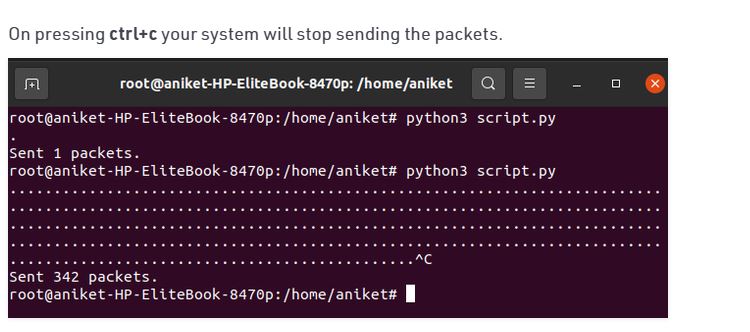 On pressing ctrl+c your system will stop sending the packets.
root@aniket-HP-EliteBook-8470p: /home/aniket
root@aniket-HP-EliteBook-8470p:/home/aniket# python3 script.py
.
Sent 1 packets.
root@aniket-HP-EliteBook-8470p:/home/aniket# python3 script.py
..........................................................................
..........................................................................
..........................................................................
..........................................................................
..............................................^C
Sent 342 packets.
root@aniket-HP-EliteBook-8470p:/home/aniket#